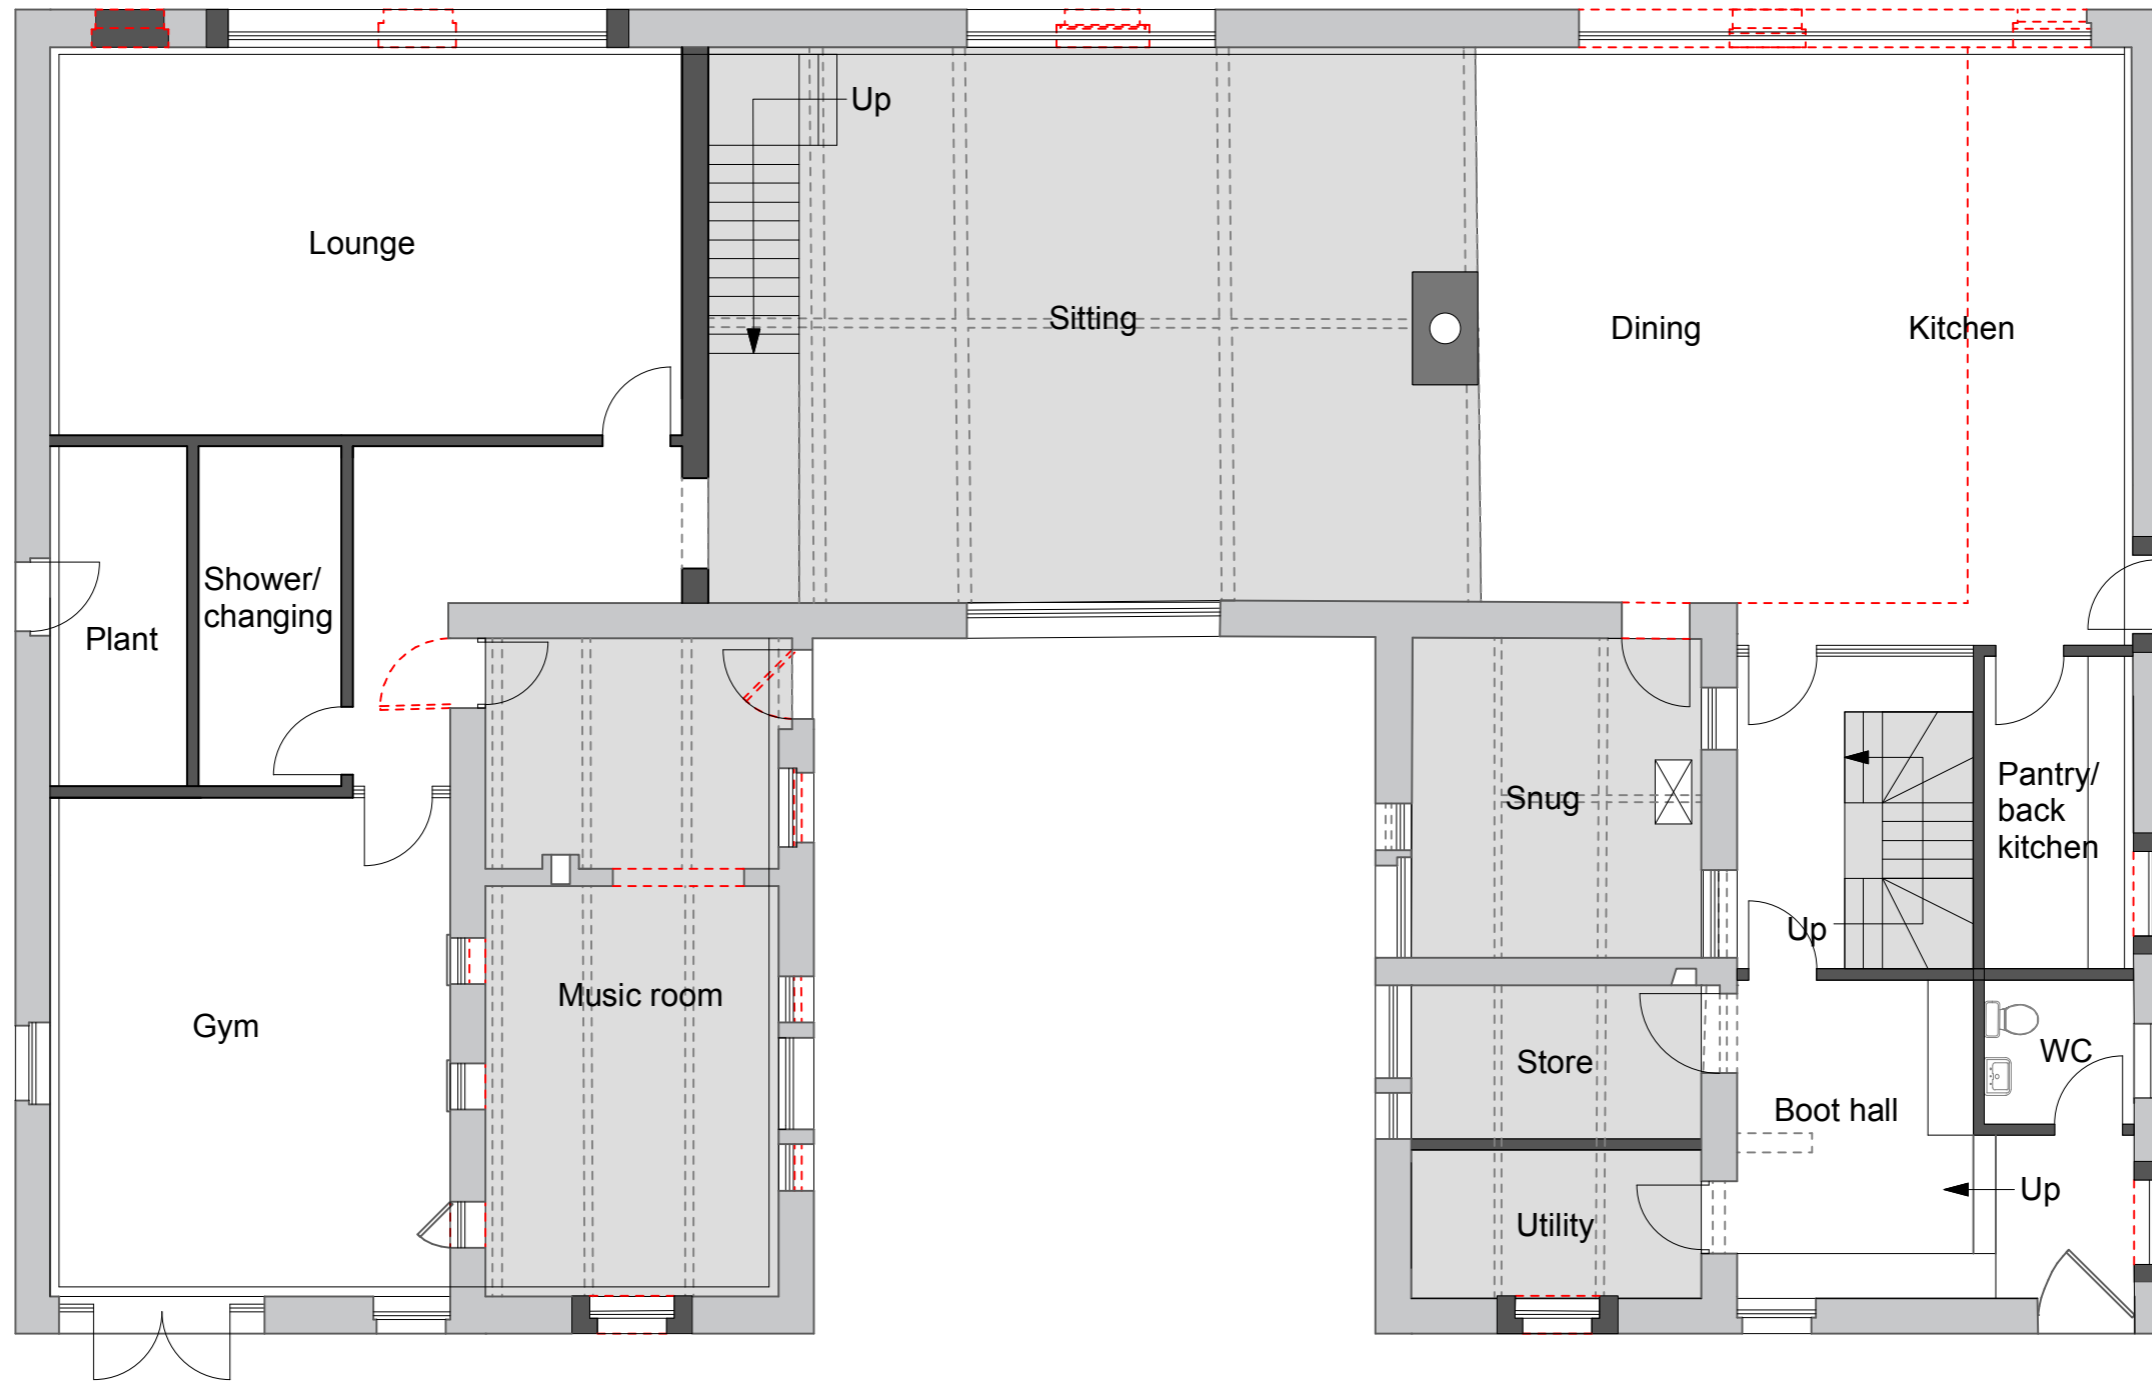 Up
Lounge
Sitting
Dining
Kitchen
Shower/
changing
Plant
Snug
Pantry/
back
kitchen
Up
Music room
Gym
Store
WC
Boot hall
Up
Utility